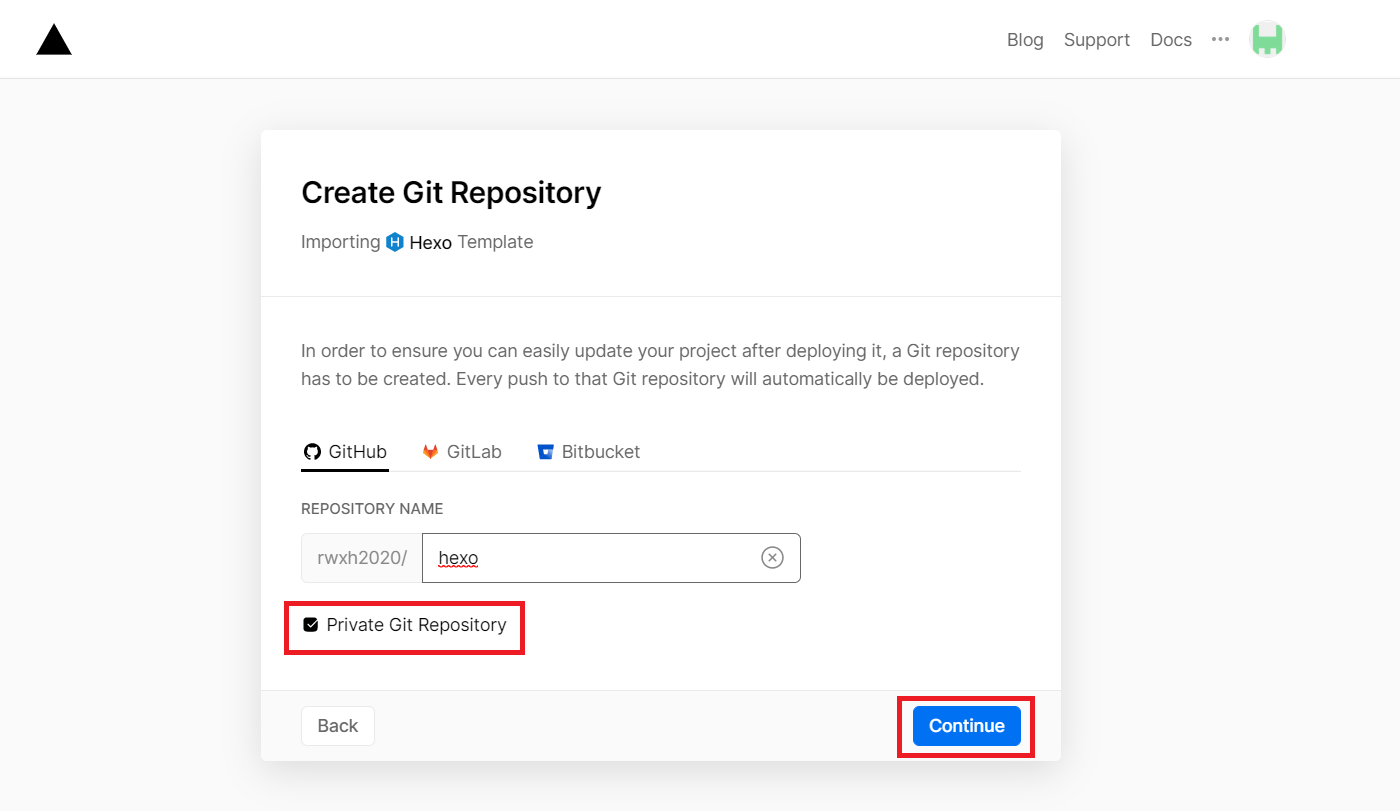 Blog Support Docs
Create Git Repository
Importing Hexo Template
In order to ensure you can easily update your project after deploying it, a Git repository
has to be created. Every push to that Git repository will automatically be deployed.
GitHub GitLab Bitbucket
REPOSITORY NAME
rwxh2020/ hexo
Private Git Repository
Back Continue